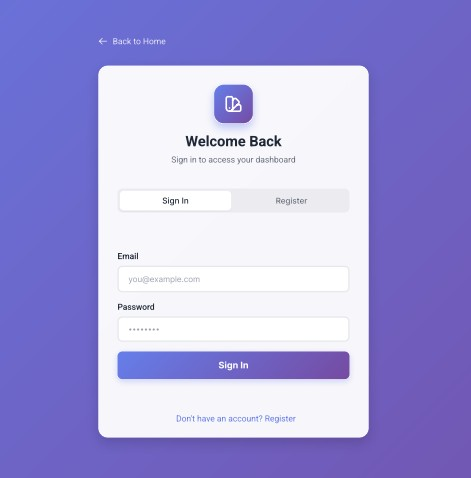 Back to Home
Welcome Back
Sign in to access your dashboard
Sign In
Register
Email
you@example.com
Password
••••••••
Sign In
Don't have an account? Register